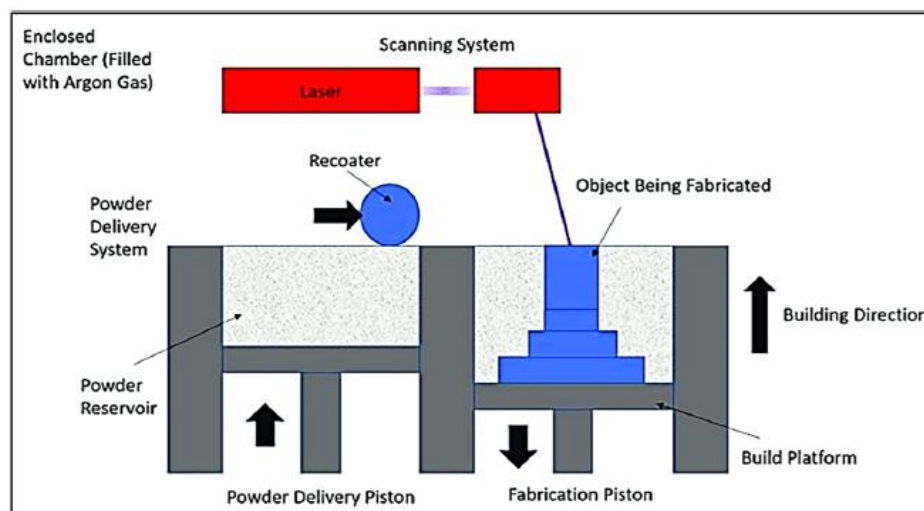 Enclosed
Chamber (Filled
with Argon Gas)
Scanning System
Laser
Recoater
Object Being Fabricated
Powder
Delivery
System
Building Direction
Powder
Reservoir
Build Platform
Powder Delivery Piston
Fabrication Piston